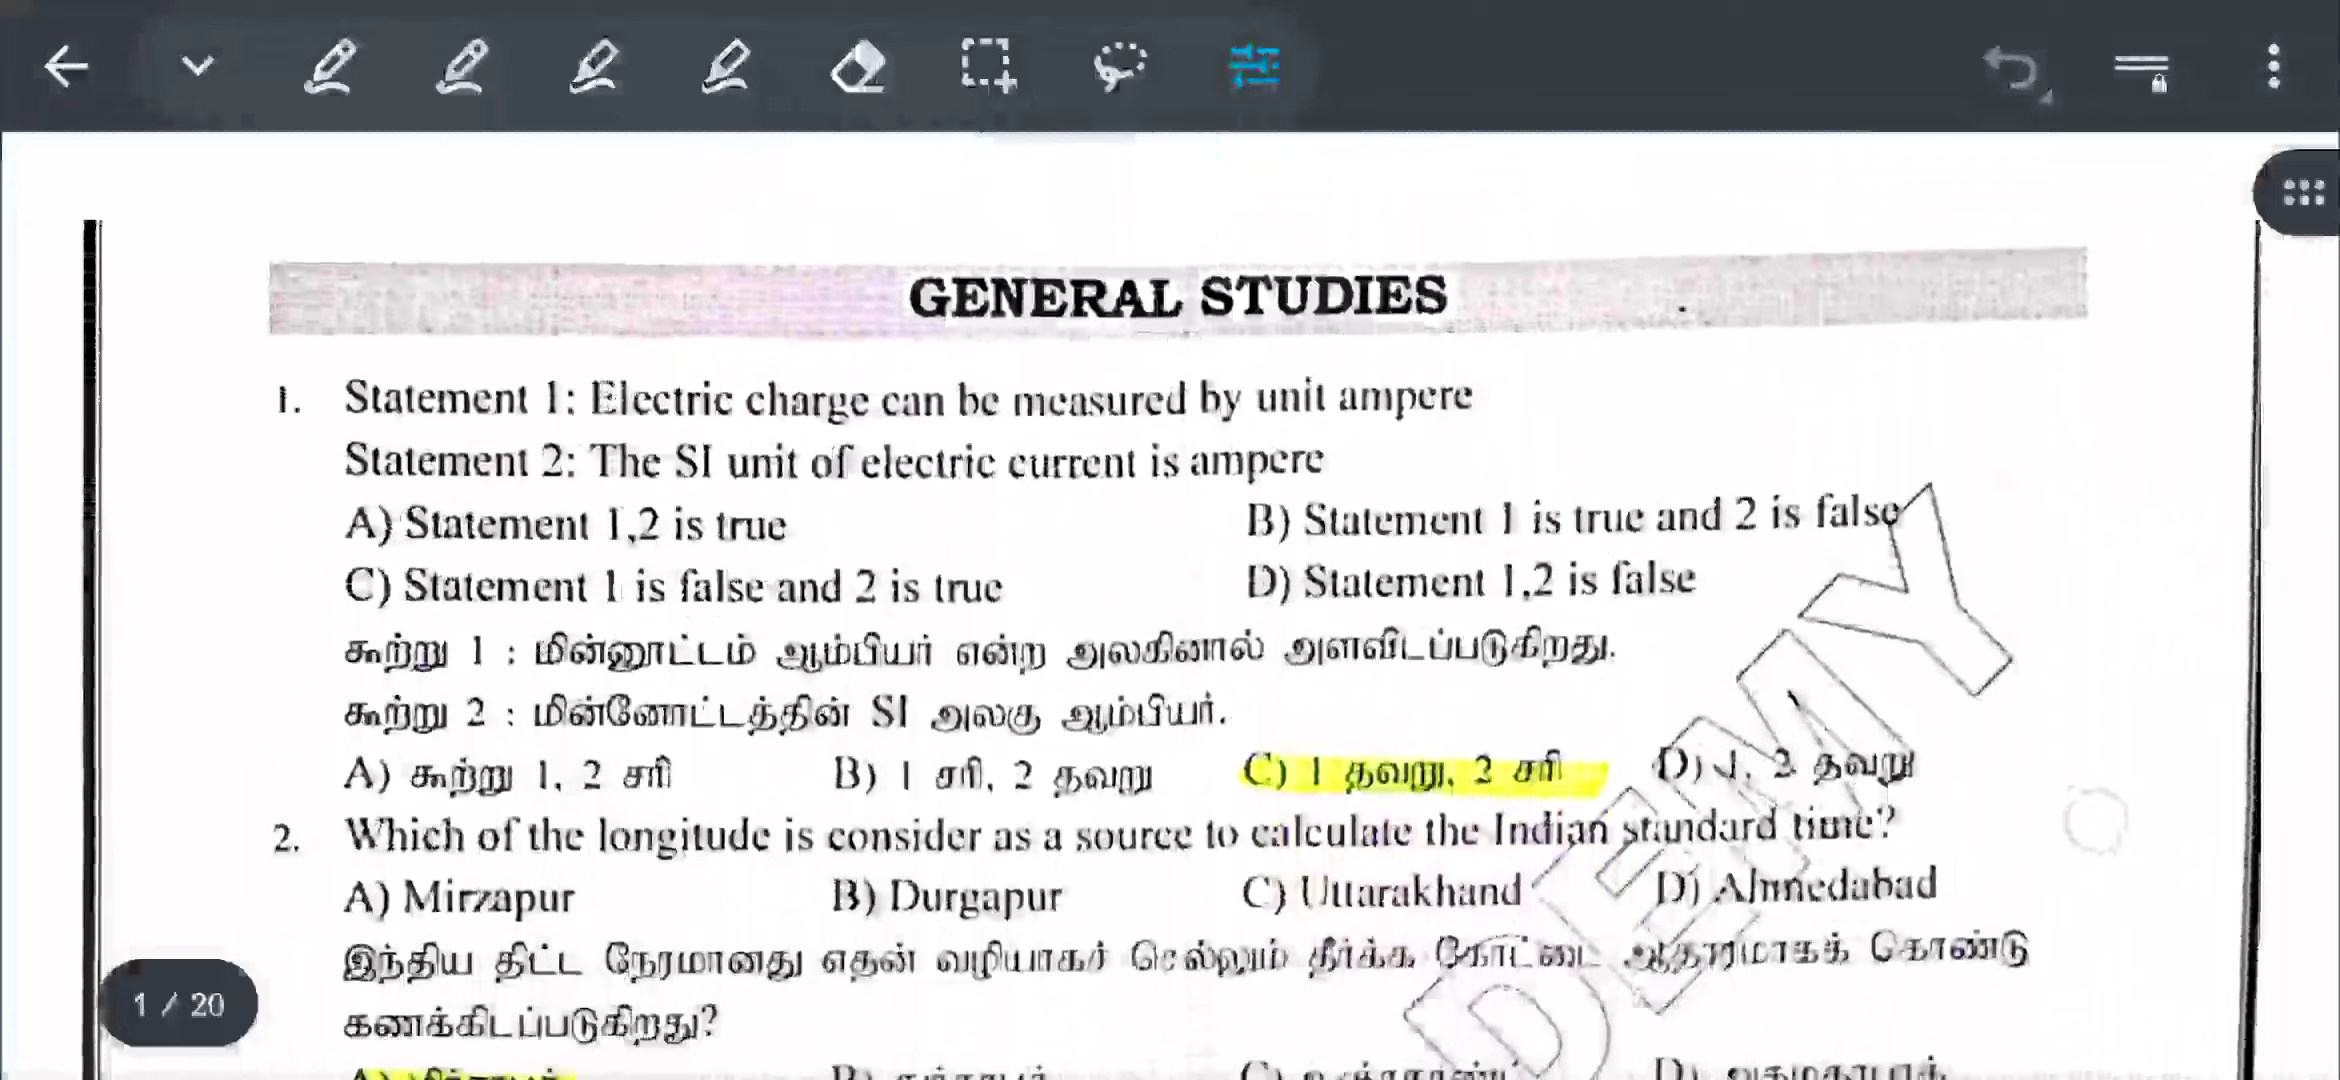 GENERAL STUDIES
1. Statement 1: Electric charge can be measured by unit ampere
Statement 2: The SI unit of electric current is ampere
A) Statement 1,2 is true B) Statement 1 is true and 2 is false
C) Statement 1 is false and 2 is true D) Statement 1,2 is false
கூற்று 1 : மின்னூட்டம் ஆம்பியர் என்ற அலகினால் அளவிடப்படுகிறது.
கூற்று 2 : மின்னோட்டத்தின் SI அலகு ஆம்பியர்.
A) கூற்று 1, 2 சரி B) 1 சரி, 2 தவறு C) 1 தவறு, 2 சரி D) 1, 2 தவறு
2. Which of the longitude is consider as a source to calculate the Indian standard time?
A) Mirzapur B) Durgapur C) Uttarakhand D) Ahmedabad
இந்திய திட்ட நேரமானது எதன் வழியாகச் செல்லும் தீர்க்க கோட்டை ஆதாரமாகக் கொண்டு
கணக்கிடப்படுகிறது?
1 / 20
DEMY